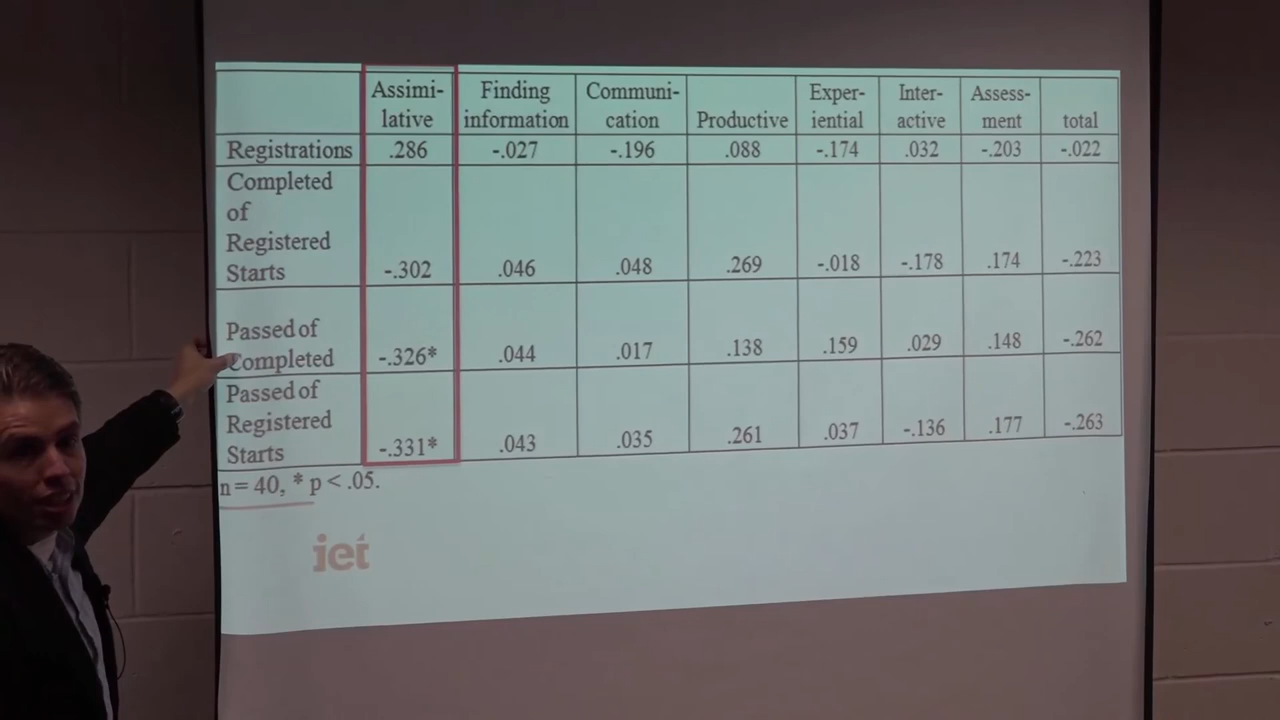 Assimi- Finding Communi- Exper- Inter- Assess-
lative information cation Productive iential active ment total
Registrations .286 -.027 -.196 .088 -.174 .032 -.203 -.022
Completed
of
Registered
Starts -.302 .046 .048 .269 -.018 -.178 .174 -.223
Passed of
Completed -.326* .044 .017 .138 .159 .029 .148 -.262
Passed of
Registered
Starts -.331* .043 .035 .261 .037 -.136 .177 -.263
n = 40, * p < .05.
iet